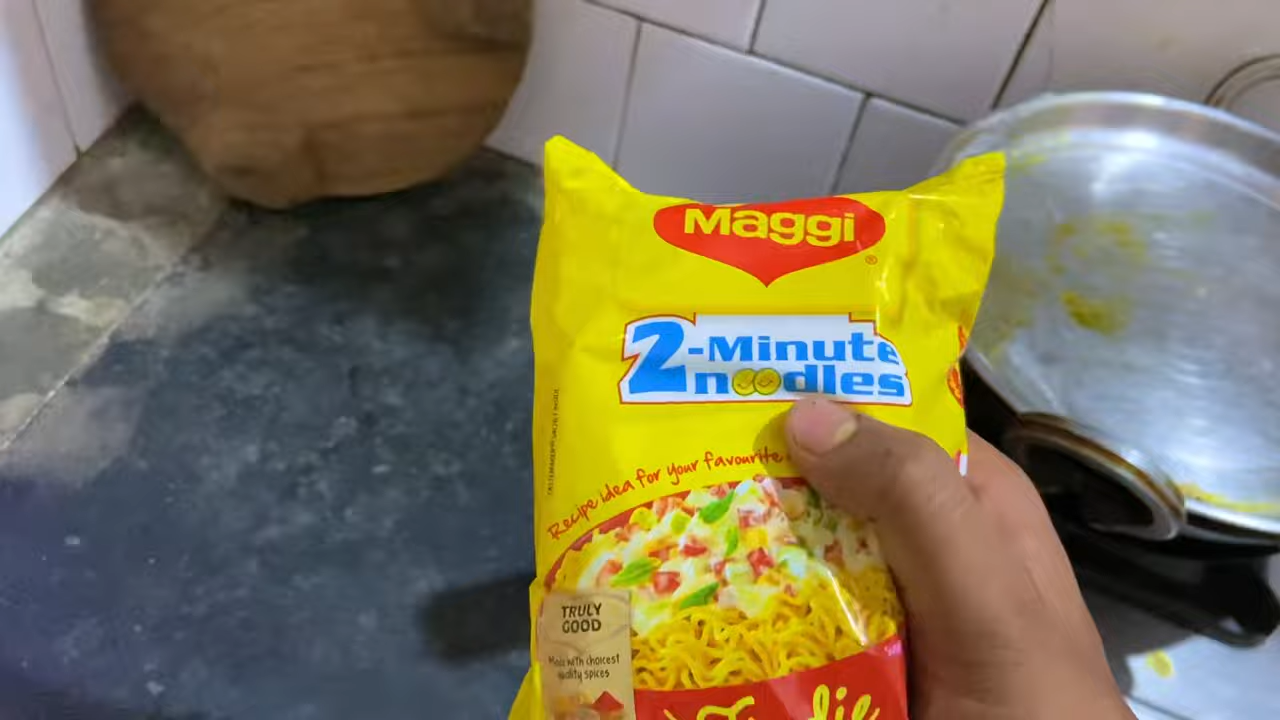 Maggi
®
2-Minute
noodles
Recipe idea for your favourite
TRULY
GOOD
Made with choicest
quality spices